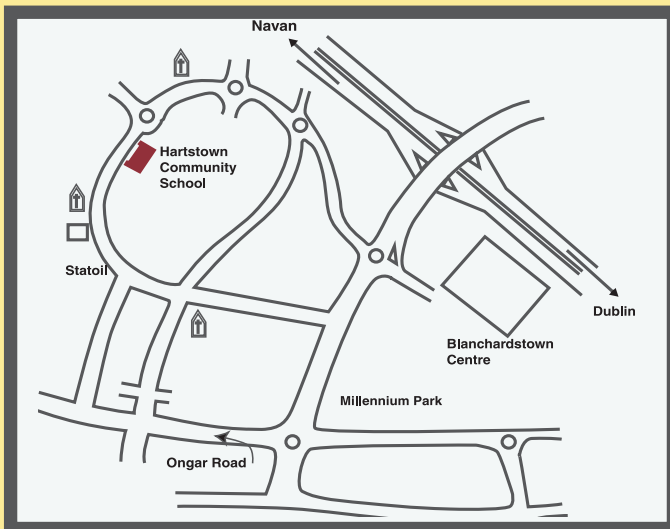 Navan
Hartstown
Community
School
Statoil
Dublin
Blanchardstown
Centre
Millennium Park
Ongar Road